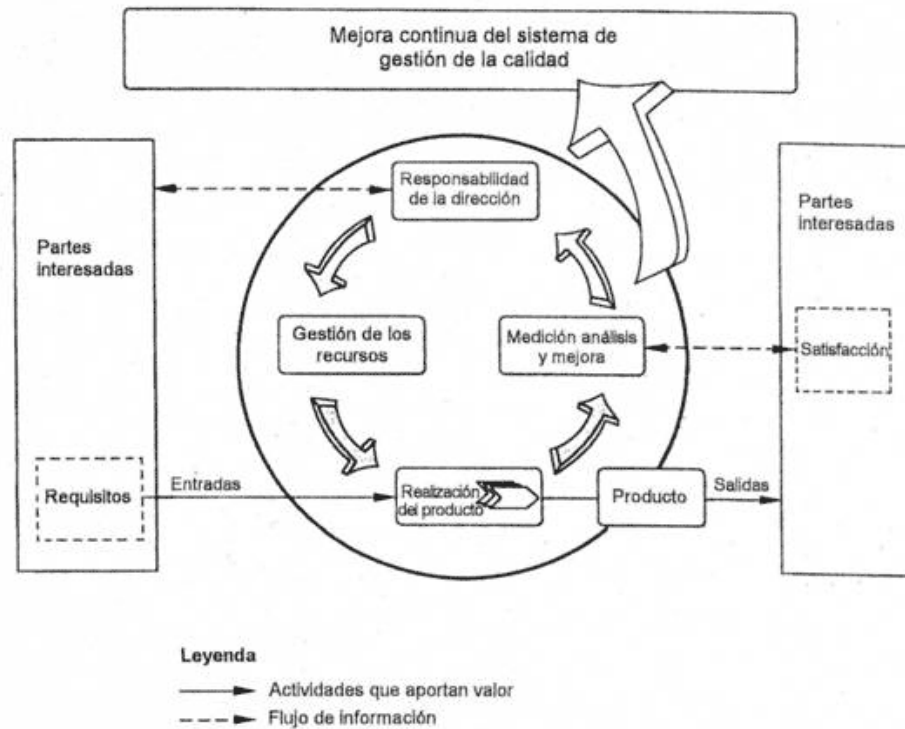 Mejora continua del sistema de
gestión de la calidad
Responsabilidad
de la dirección
Partes
interesadas
Partes
interesadas
Gestión de los
recursos
Medición análisis
y mejora
Satisfacción
Requisitos
Entradas
Realización
del producto
Producto
Salidas
Leyenda
Actividades que aportan valor
Flujo de información